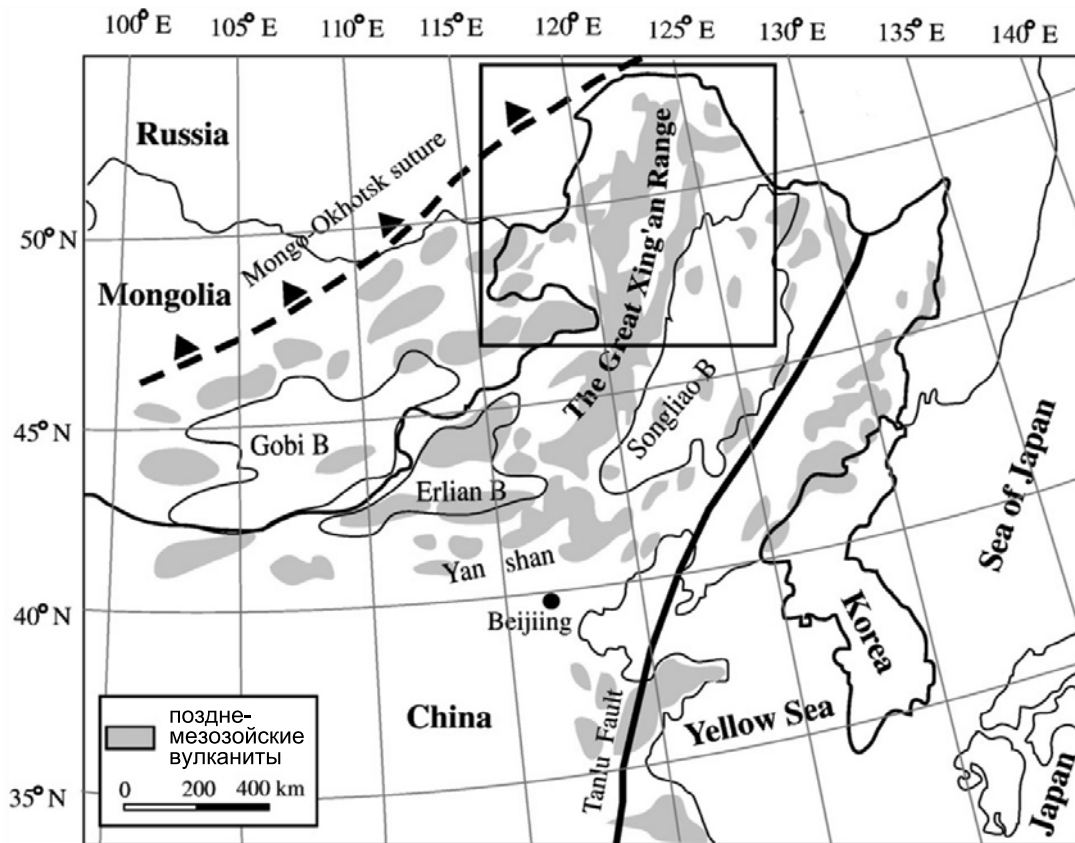 100°E 105°E 110°E 115°E 120°E 125°E 130°E 135°E 140°E
Russia
Mongo-Okhotsk suture
50°N
Mongolia
The Great Xing'an Range
Songliao B
45°N
Gobi B
Erlian B
Yan shan
Sea of Japan
40°N
Beijiing
Korea
China
Tanlu Fault
Yellow Sea
Japan
35°N
поздне-
мезозойские
вулканиты
0 200 400 km